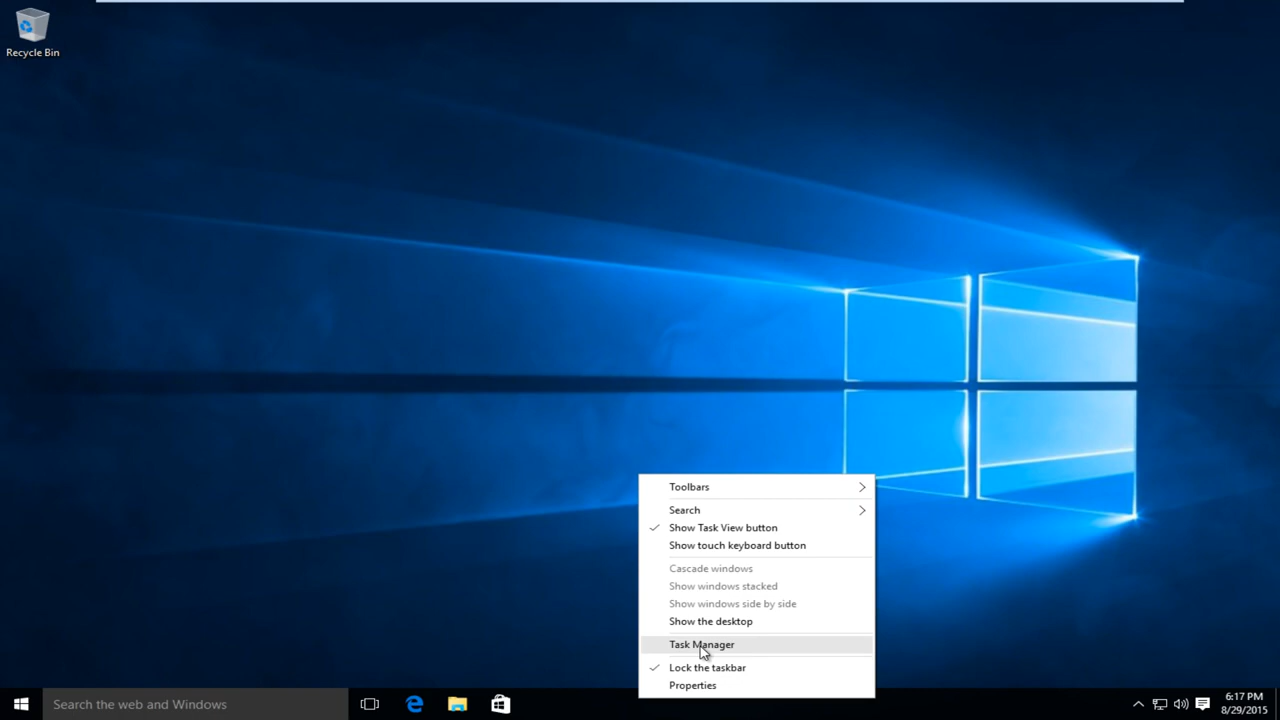 Recycle Bin
Toolbars
Search
Show Task View button
Show touch keyboard button
Cascade windows
Show windows stacked
Show windows side by side
Show the desktop
Task Manager
Lock the taskbar
Properties
Search the web and Windows
6:17 PM
8/29/2015